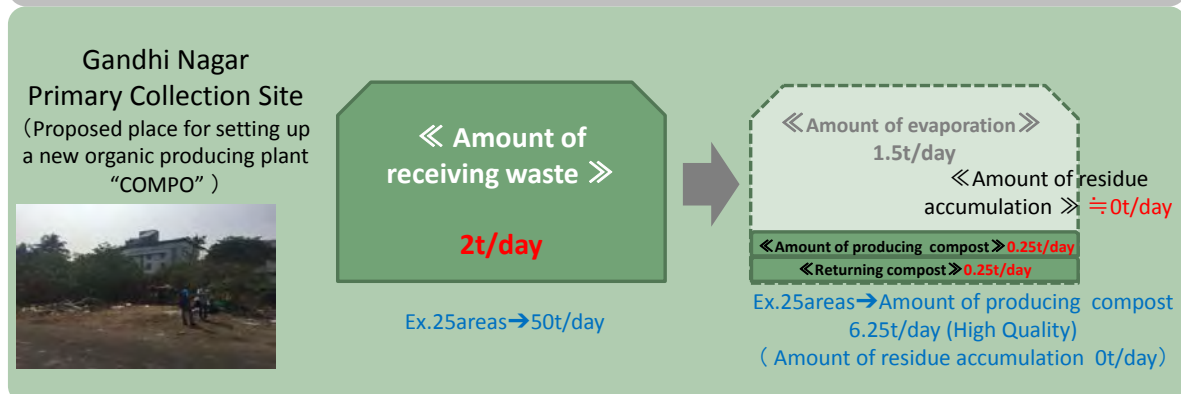 Gandhi Nagar
Primary Collection Site
（Proposed place for setting up
a new organic producing plant
“COMPO” ）
≪ Amount of
receiving waste ≫
2t/day
Ex.25areas➔50t/day
≪Amount of evaporation≫
1.5t/day
≪Amount of residue
accumulation ≫ ≒0t/day
≪Amount of producing compost≫0.25t/day
≪Returning compost≫0.25t/day
Ex.25areas➔Amount of producing compost
6.25t/day (High Quality)
（ Amount of residue accumulation 0t/day）